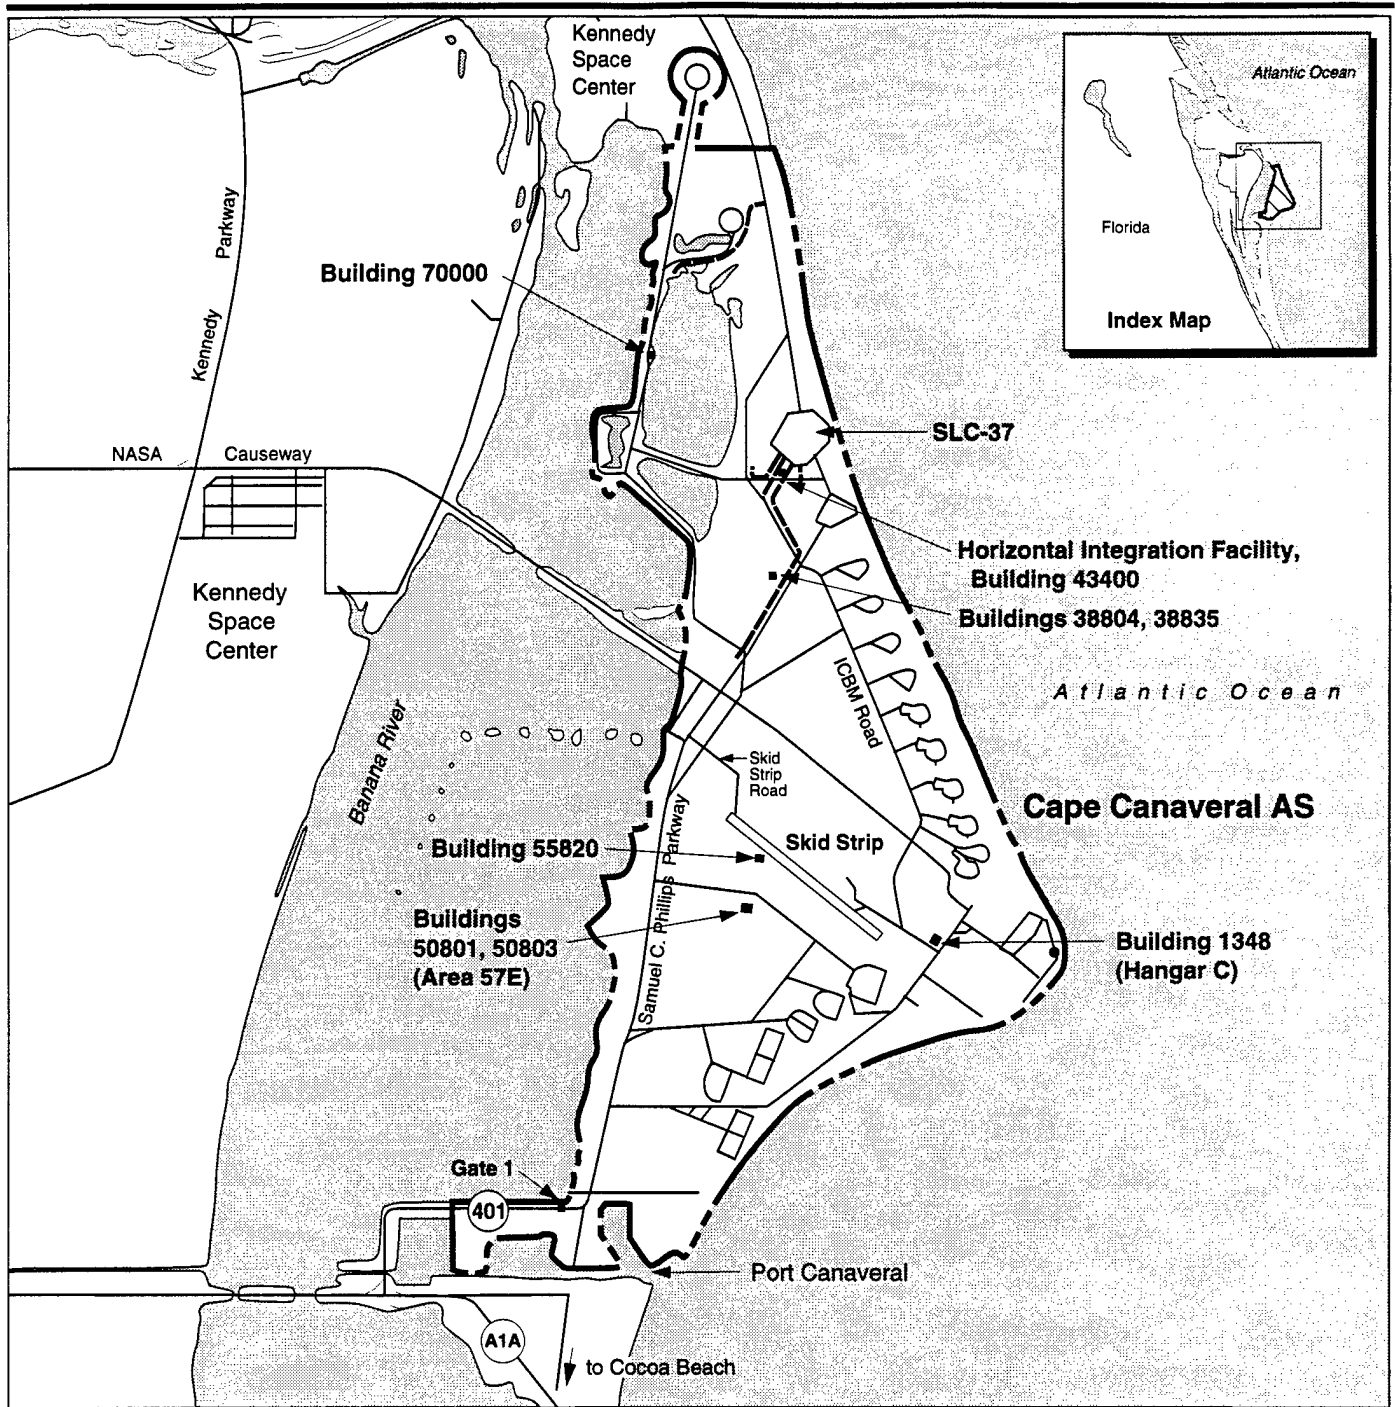 Kennedy
Space
Center
Atlantic Ocean
Florida
Index Map
Kennedy Parkway
Building 70000
SLC-37
NASA Causeway
Horizontal Integration Facility,
Building 43400
Buildings 38804, 38835
Kennedy
Space
Center
ICBM Road
Atlantic Ocean
Banana River
Skid
Strip
Road
Cape Canaveral AS
Samuel C. Phillips Parkway
Skid Strip
Building 55820
Buildings
50801, 50803
(Area 57E)
Building 1348
(Hangar C)
Gate 1
401
Port Canaveral
A1A
to Cocoa Beach